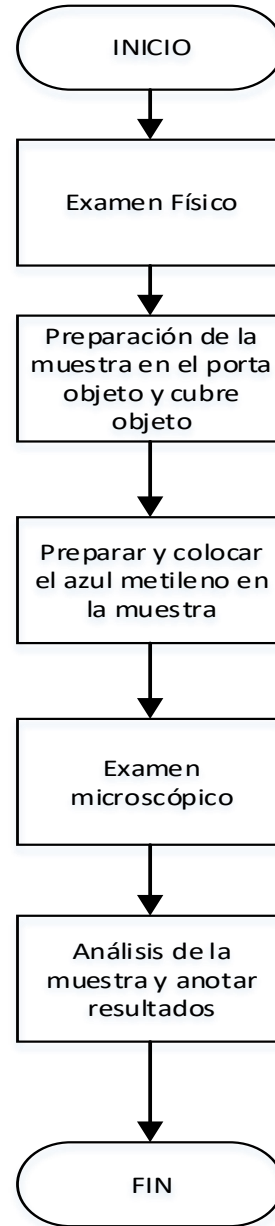 INICIO
Examen Físico
Preparación de la
muestra en el porta
objeto y cubre
objeto
Preparar y colocar
el azul metileno en
la muestra
Examen
microscópico
Análisis de la
muestra y anotar
resultados
FIN